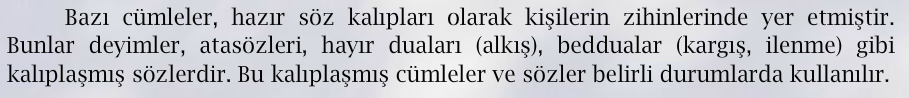 Bazı cümleler, hazır söz kalıpları olarak kişilerin zihinlerinde yer etmiştir.
Bunlar deyimler, atasözleri, hayır duaları (alkış), beddualar (kargış, ilenme) gibi
kalıplaşmış sözlerdir. Bu kalıplaşmış cümleler ve sözler belirli durumlarda kullanılır.